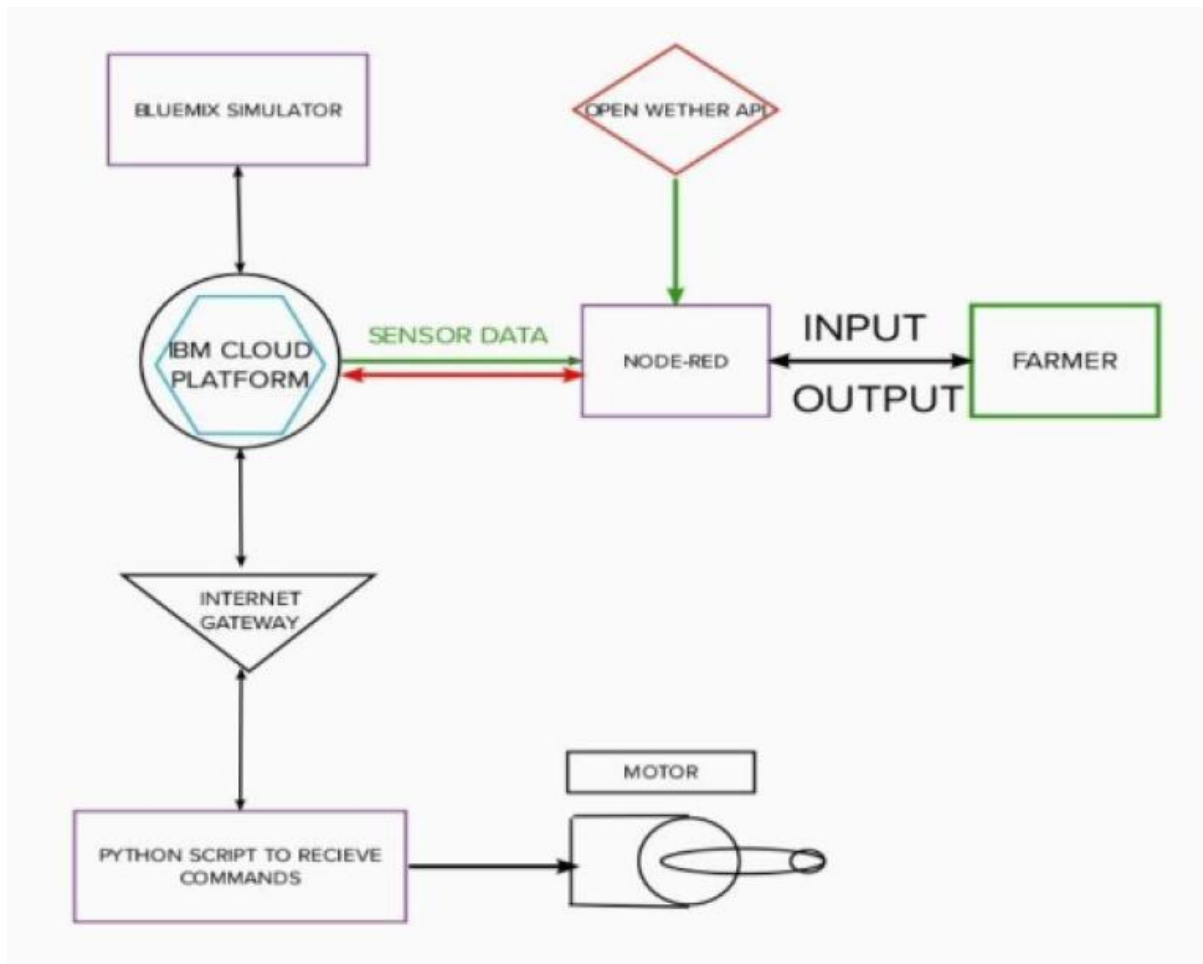 BLUEMIX SIMULATOR
OPEN WETHER API
IBM CLOUD
PLATFORM
SENSOR DATA
NODE-RED
INPUT
OUTPUT
FARMER
INTERNET
GATEWAY
MOTOR
PYTHON SCRIPT TO RECIEVE
COMMANDS